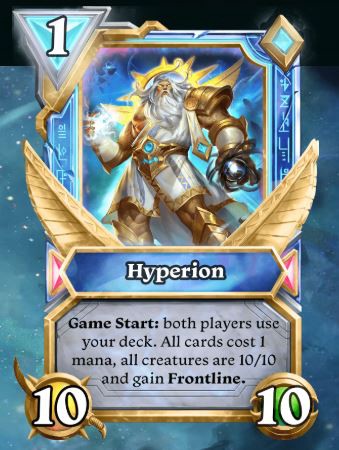 1
Hyperion
Game Start: both players use
your deck. All cards cost 1
mana, all creatures are 10/10
and gain Frontline.
10
10